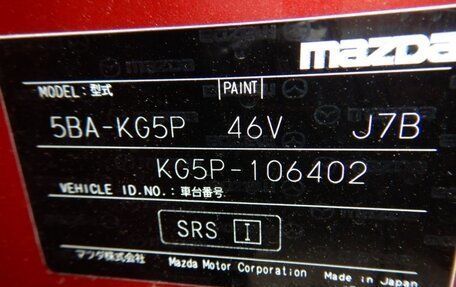 mazda
MODEL: 型式 PAINT
5BA-KG5P 46V J7B
KG5P-106402
VEHICLE ID.NO.: 車台番号
SRS I
マツダ株式会社
Mazda Motor Corporation Made in Japan